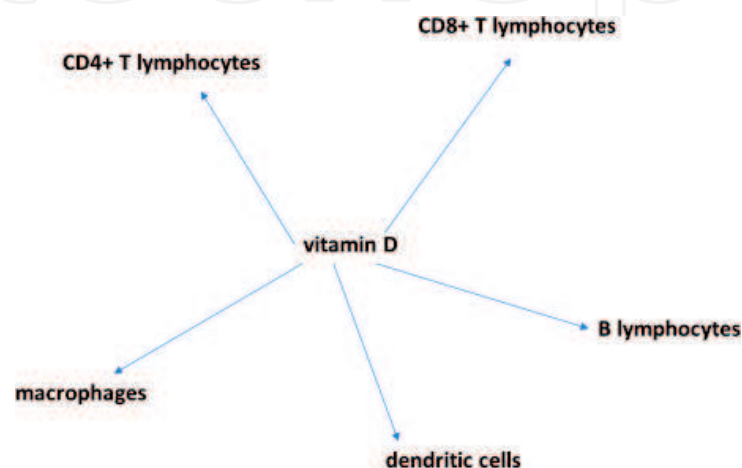 CD8+ T lymphocytes
CD4+ T lymphocytes
vitamin D
B lymphocytes
macrophages
dendritic cells